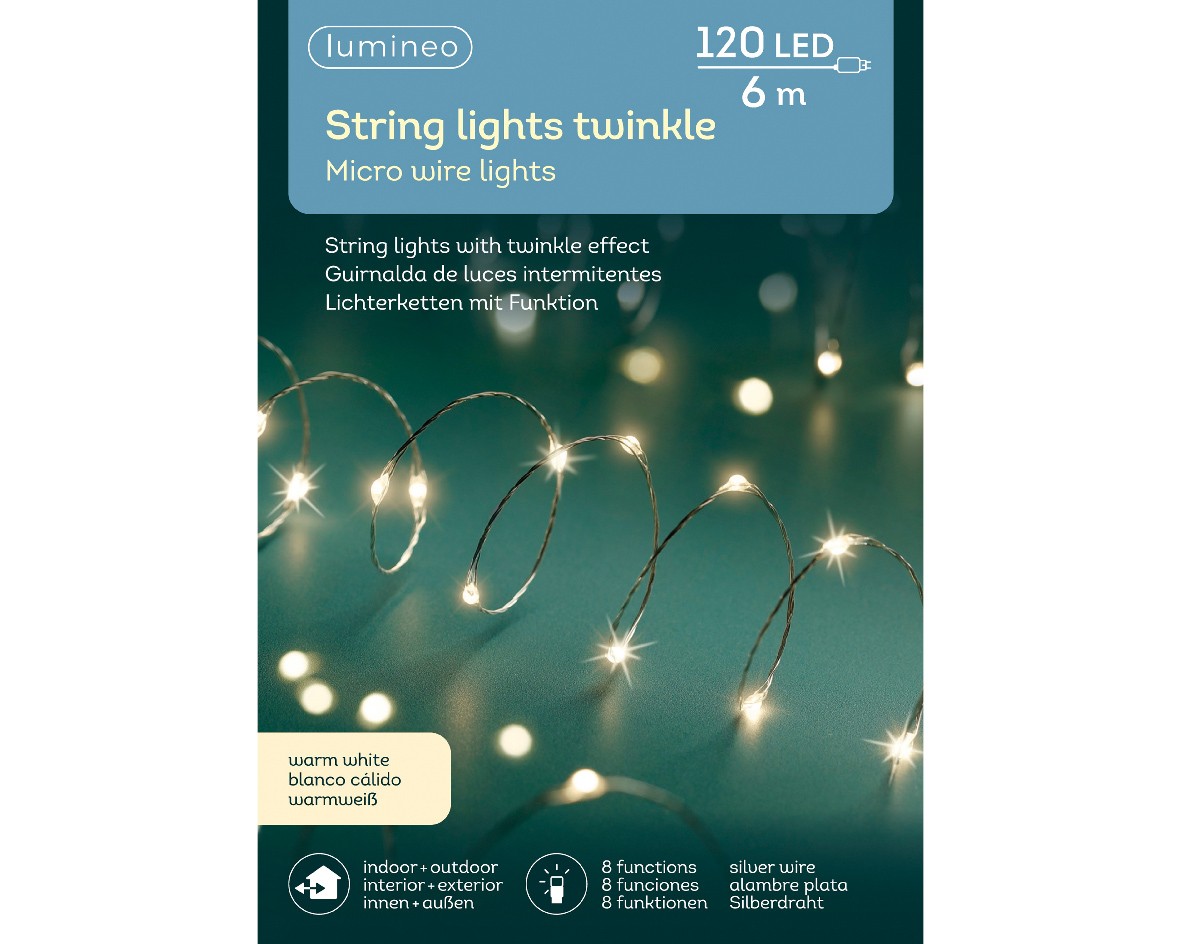 lumineo
120 LED
6 m
String lights twinkle
Micro wire lights
String lights with twinkle effect
Guirnalda de luces intermitentes
Lichterketten mit Funktion
warm white
blanco cálido
warmweiß
indoor + outdoor
interior + exterior
innen + außen
8 functions
8 funciones
8 funktionen
silver wire
alambre plata
Silberdraht